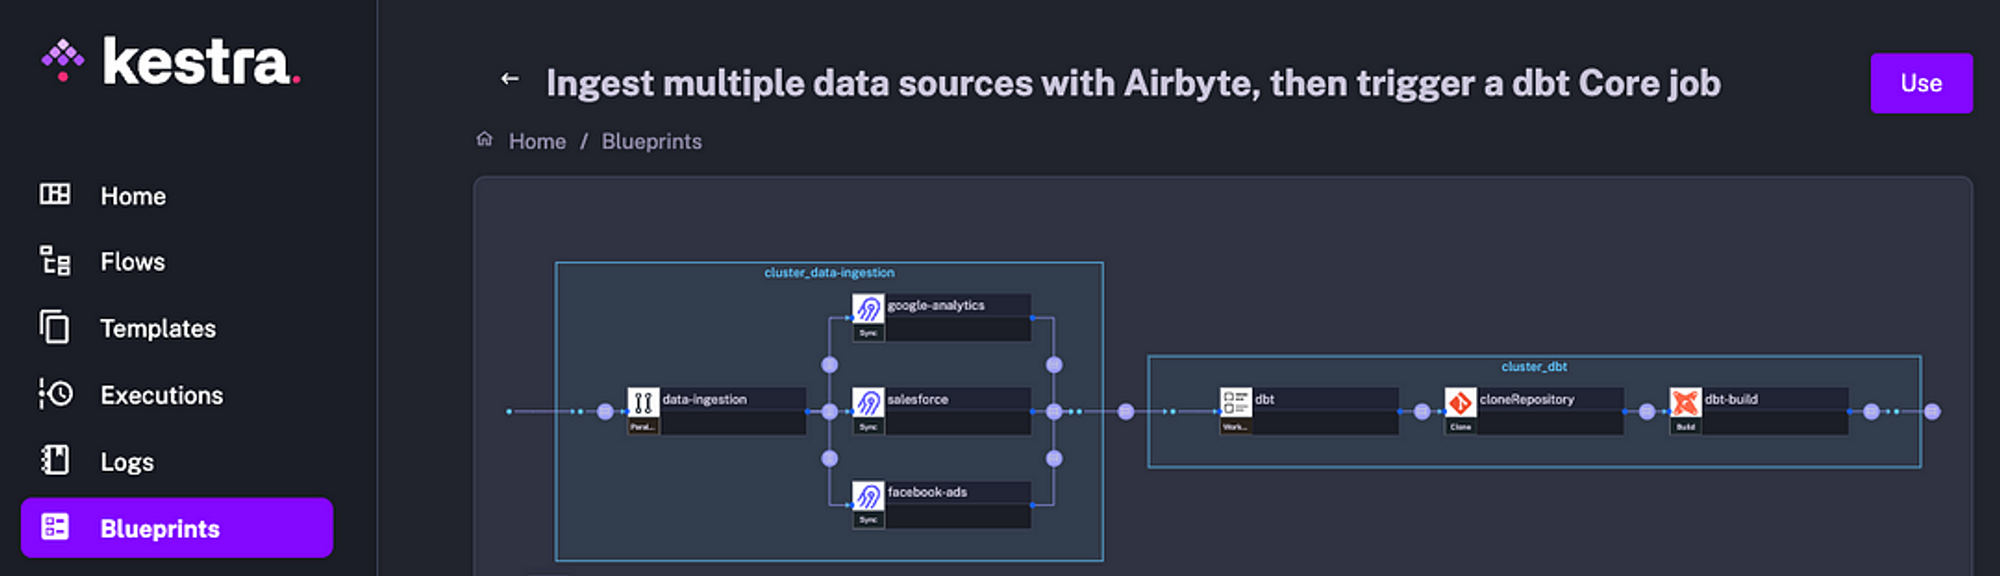 kestra.
Home
Flows
Templates
Executions
Logs
Blueprints
← Ingest multiple data sources with Airbyte, then trigger a dbt Core job
Use
Home / Blueprints
cluster_data-ingestion
data-ingestion
Paral...
google-analytics
Sync
salesforce
Sync
facebook-ads
Sync
cluster_dbt
dbt
Work...
cloneRepository
Clone
dbt-build
Build